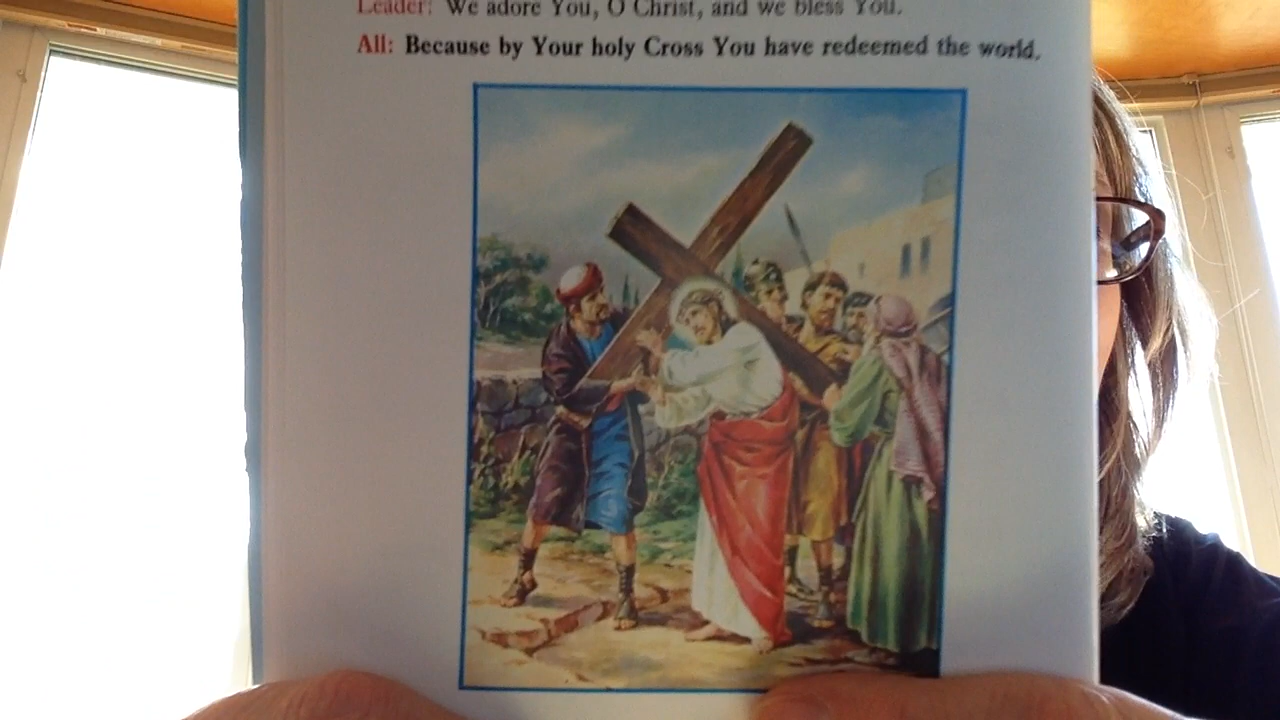 Leader: We adore You, O Christ, and we bless You.
All: Because by Your holy Cross You have redeemed the world.